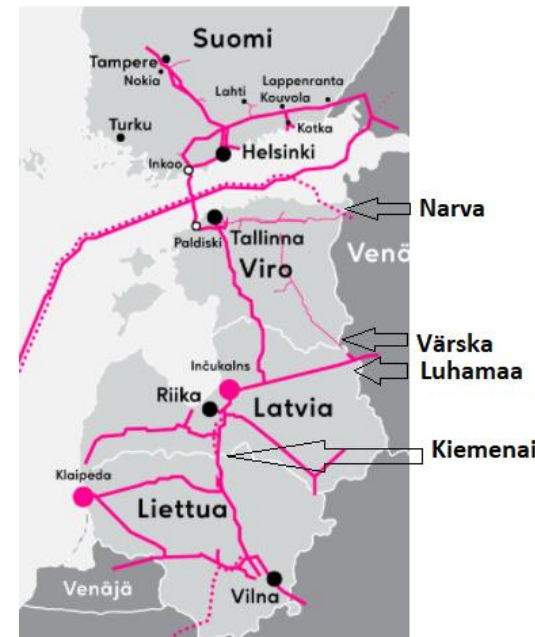 Suomi
Tampere
Nokia
Lahti
Lappenranta
Kouvola
Turku
Kotka
Inkoo
Helsinki
Narva
Paldiski
Tallinna
Viro
Venä
Värska
Luhamaa
Inčukalns
Riika
Latvia
Kiemenai
Klaipeda
Liettua
Venäjä
Vilna